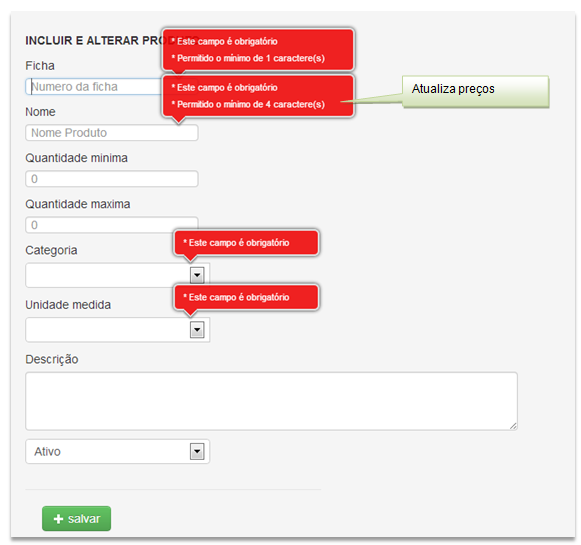 INCLUIR E ALTERAR PRODUTO
* Este campo é obrigatório
* Permitido o mínimo de 1 caractere(s)
Ficha
Numero da ficha
* Este campo é obrigatório
* Permitido o mínimo de 4 caractere(s)
Atualiza preços
Nome
Nome Produto
Quantidade minima
0
Quantidade maxima
0
Categoria
* Este campo é obrigatório
Unidade medida
* Este campo é obrigatório
Descrição
Ativo
salvar